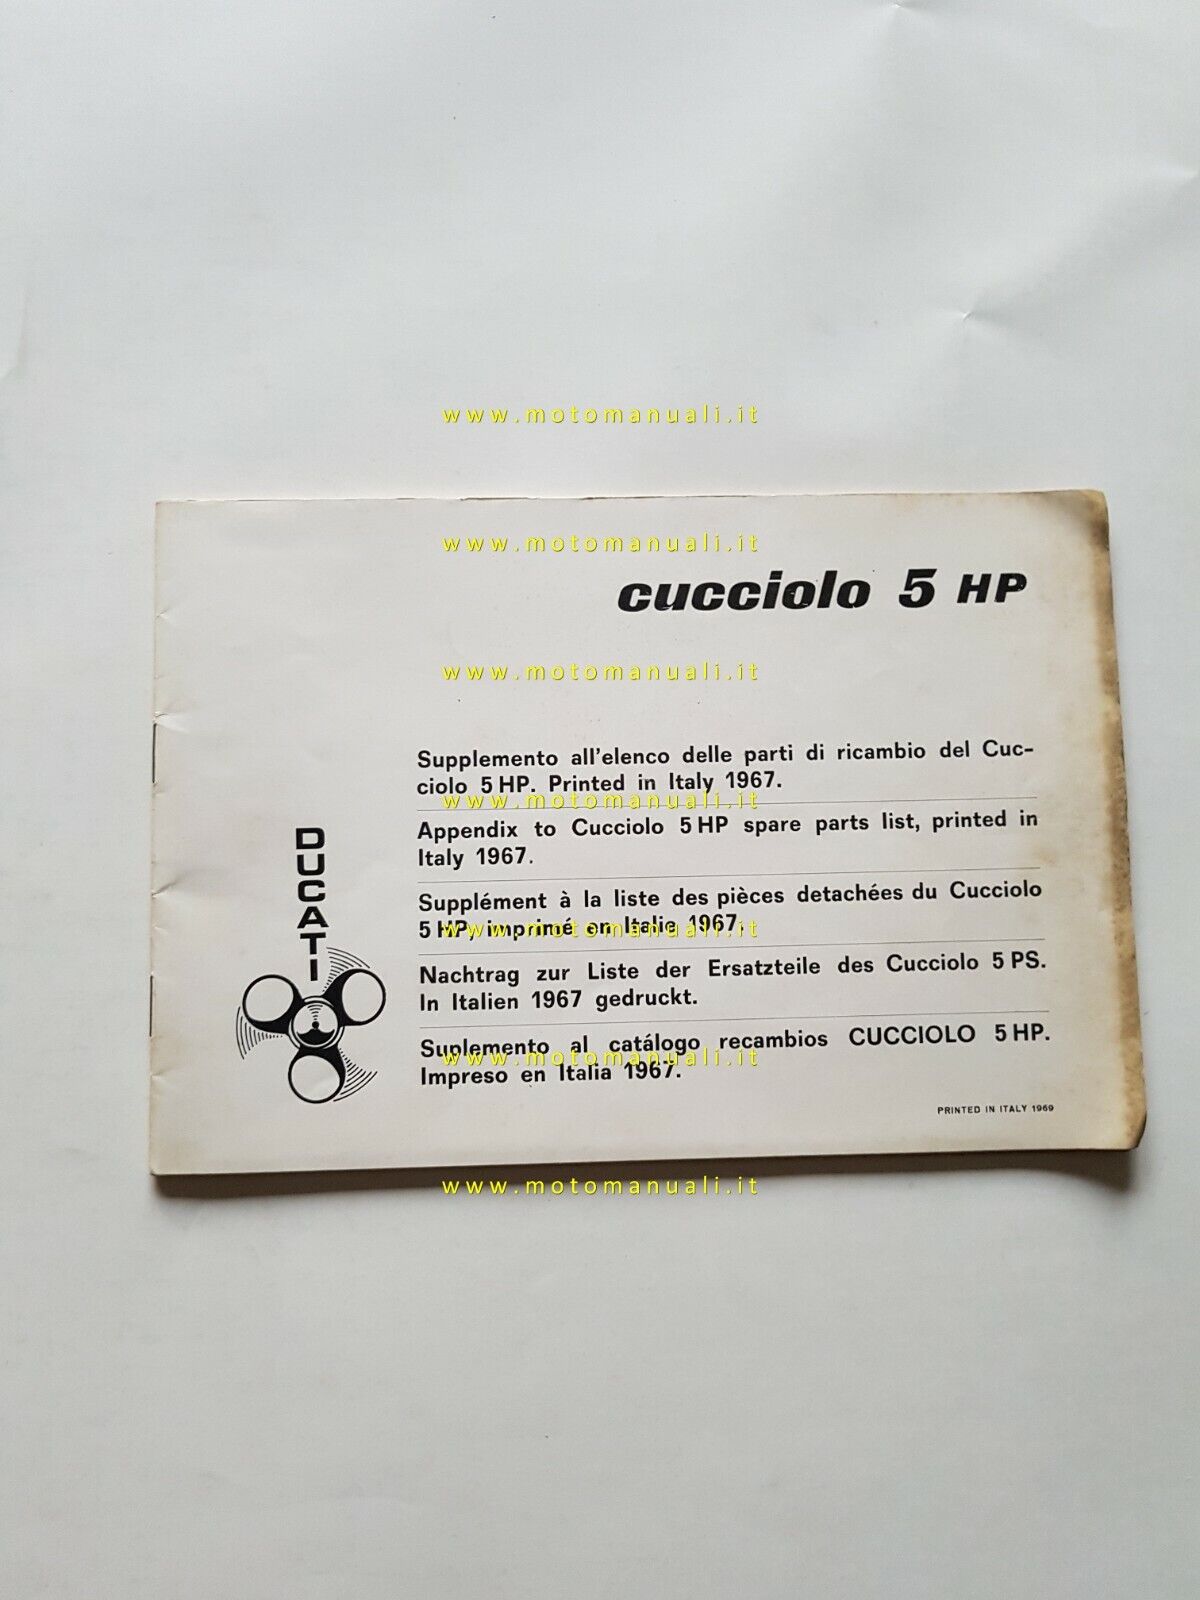 www.motomanuali.it
www.motomanuali.it
cucciolo 5 HP
www.motomanuali.it
Supplemento all'elenco delle parti di ricambio del Cuc-
ciolo 5 HP. Printed in Italy 1967.
www.motomanuali.it
Appendix to Cucciolo 5 HP spare parts list, printed in
Italy 1967.
Supplément à la liste des pièces detachées du Cucciolo
5 HP, imprimé en Italie 1967.
www.motomanuali.it
Nachtrag zur Liste der Ersatzteile des Cucciolo 5 PS.
In Italien 1967 gedruckt.
Suplemento al catálogo recambios CUCCIOLO 5 HP.
www.motomanuali.it
Impreso en Italia 1967.
DUCATI
PRINTED IN ITALY 1969
www.motomanuali.it